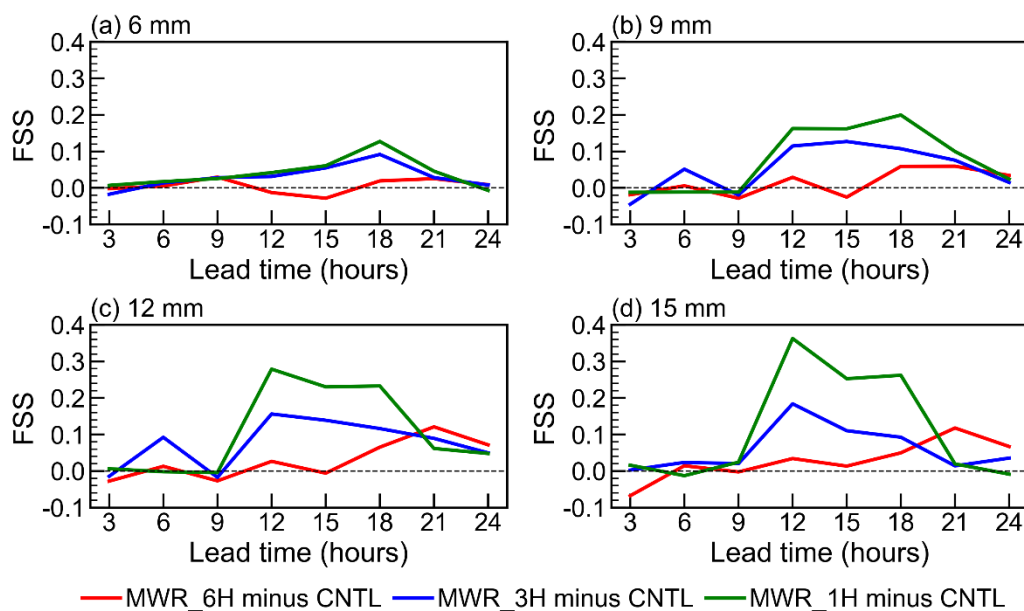 (a) 6 mm
0.4
0.3
0.2
0.1
0.0
-0.1
FSS
3 6 9 12 15 18 21 24
Lead time (hours)
(b) 9 mm
0.4
0.3
0.2
0.1
0.0
-0.1
FSS
3 6 9 12 15 18 21 24
Lead time (hours)
(c) 12 mm
0.4
0.3
0.2
0.1
0.0
-0.1
FSS
3 6 9 12 15 18 21 24
Lead time (hours)
(d) 15 mm
0.4
0.3
0.2
0.1
0.0
-0.1
FSS
3 6 9 12 15 18 21 24
Lead time (hours)
MWR_6H minus CNTL MWR_3H minus CNTL MWR_1H minus CNTL